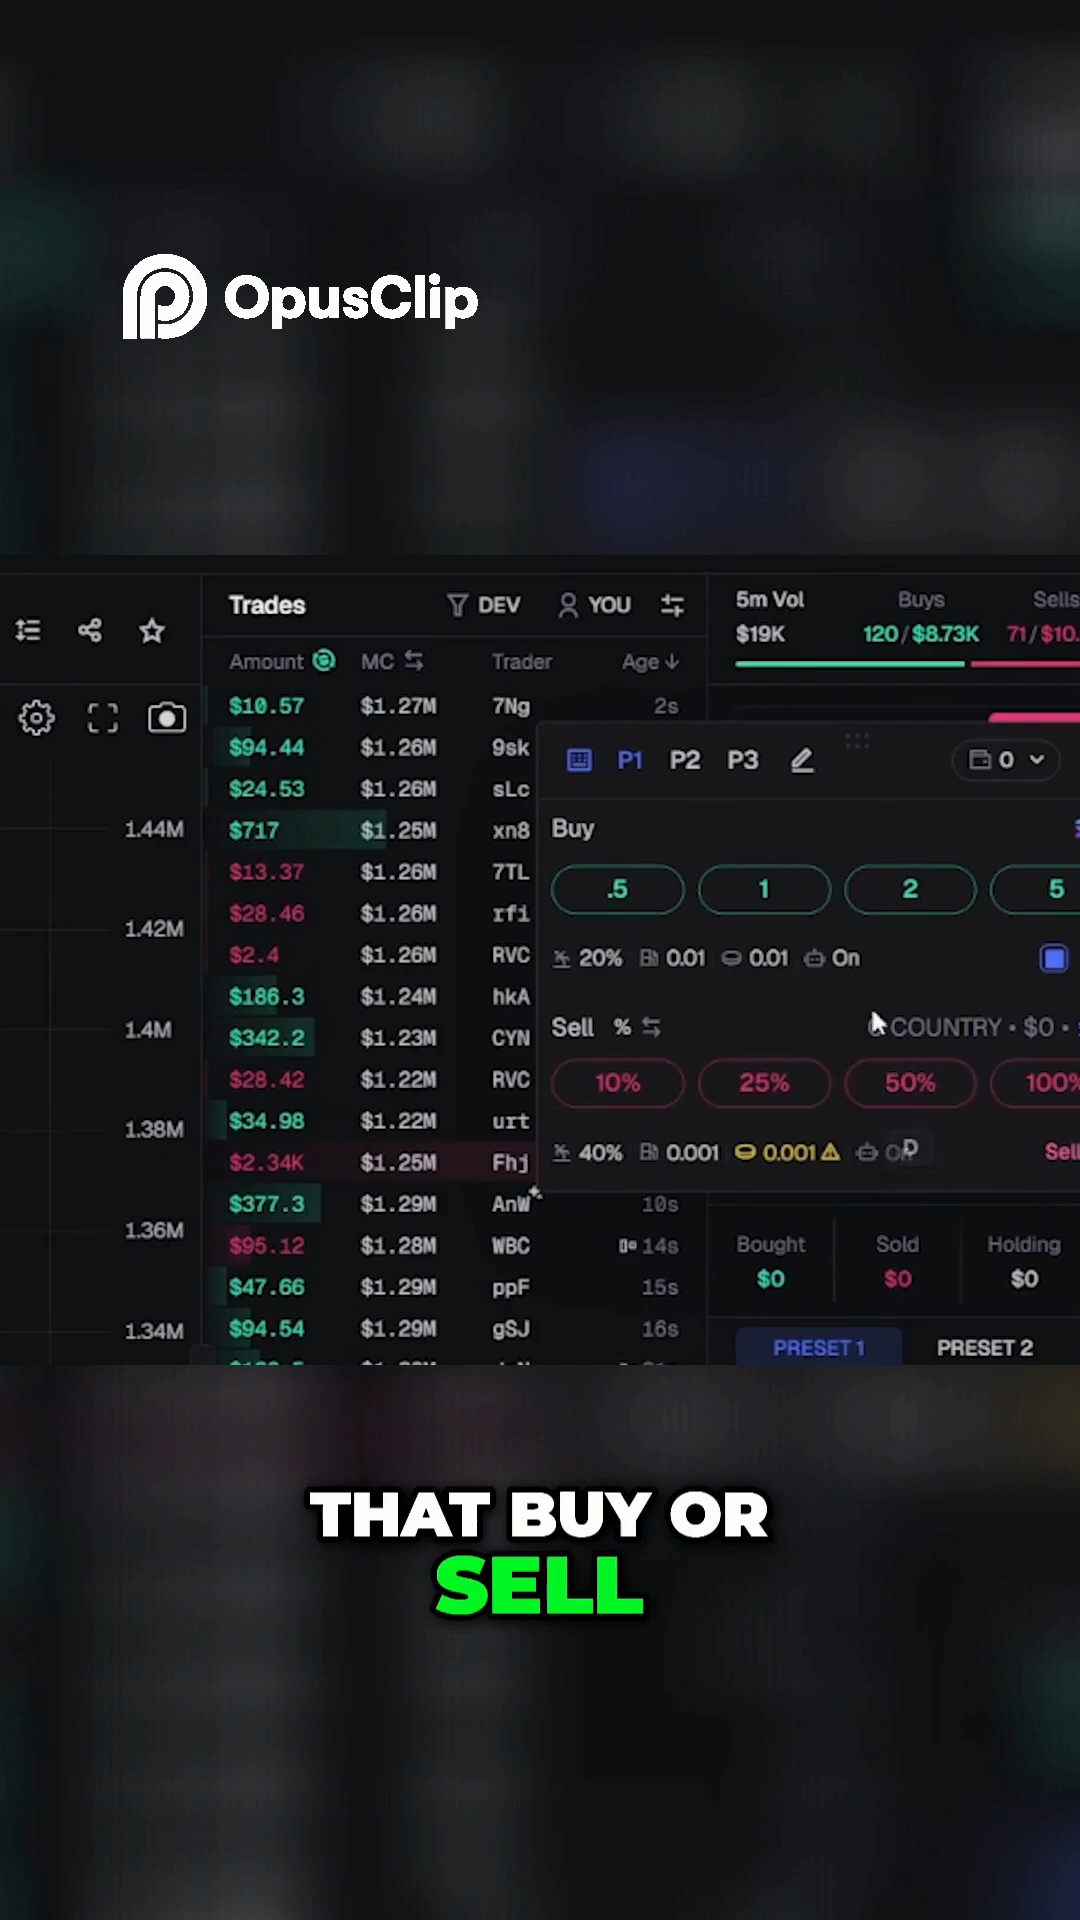 OpusClip
Trades DEV YOU
5m Vol Buys Sells
$19K 120/$8.73K 71/$10.
Amount MC Trader Age
$10.57 $1.27M 7Ng 2s
$94.44 $1.26M 9sk
$24.53 $1.26M sLc
$717 $1.25M xn8
$13.37 $1.26M 7TL
$28.46 $1.26M rfi
$2.4 $1.26M RVC
$186.3 $1.24M hkA
$342.2 $1.23M CYN
$28.42 $1.22M RVC
$34.98 $1.22M urt
$2.34K $1.25M Fhj
$377.3 $1.29M AnW 10s
$95.12 $1.28M WBC 14s
$47.66 $1.29M ppF 15s
$94.54 $1.29M gSJ 16s
1.44M
1.42M
1.4M
1.38M
1.36M
1.34M
P1 P2 P3 0
Buy
.5 1 2 5
20% 0.01 0.01 On
Sell % COUNTRY • $0 •
10% 25% 50% 100%
40% 0.001 0.001 Sell
Bought Sold Holding
$0 $0 $0
PRESET 1 PRESET 2
THAT BUY OR
SELL